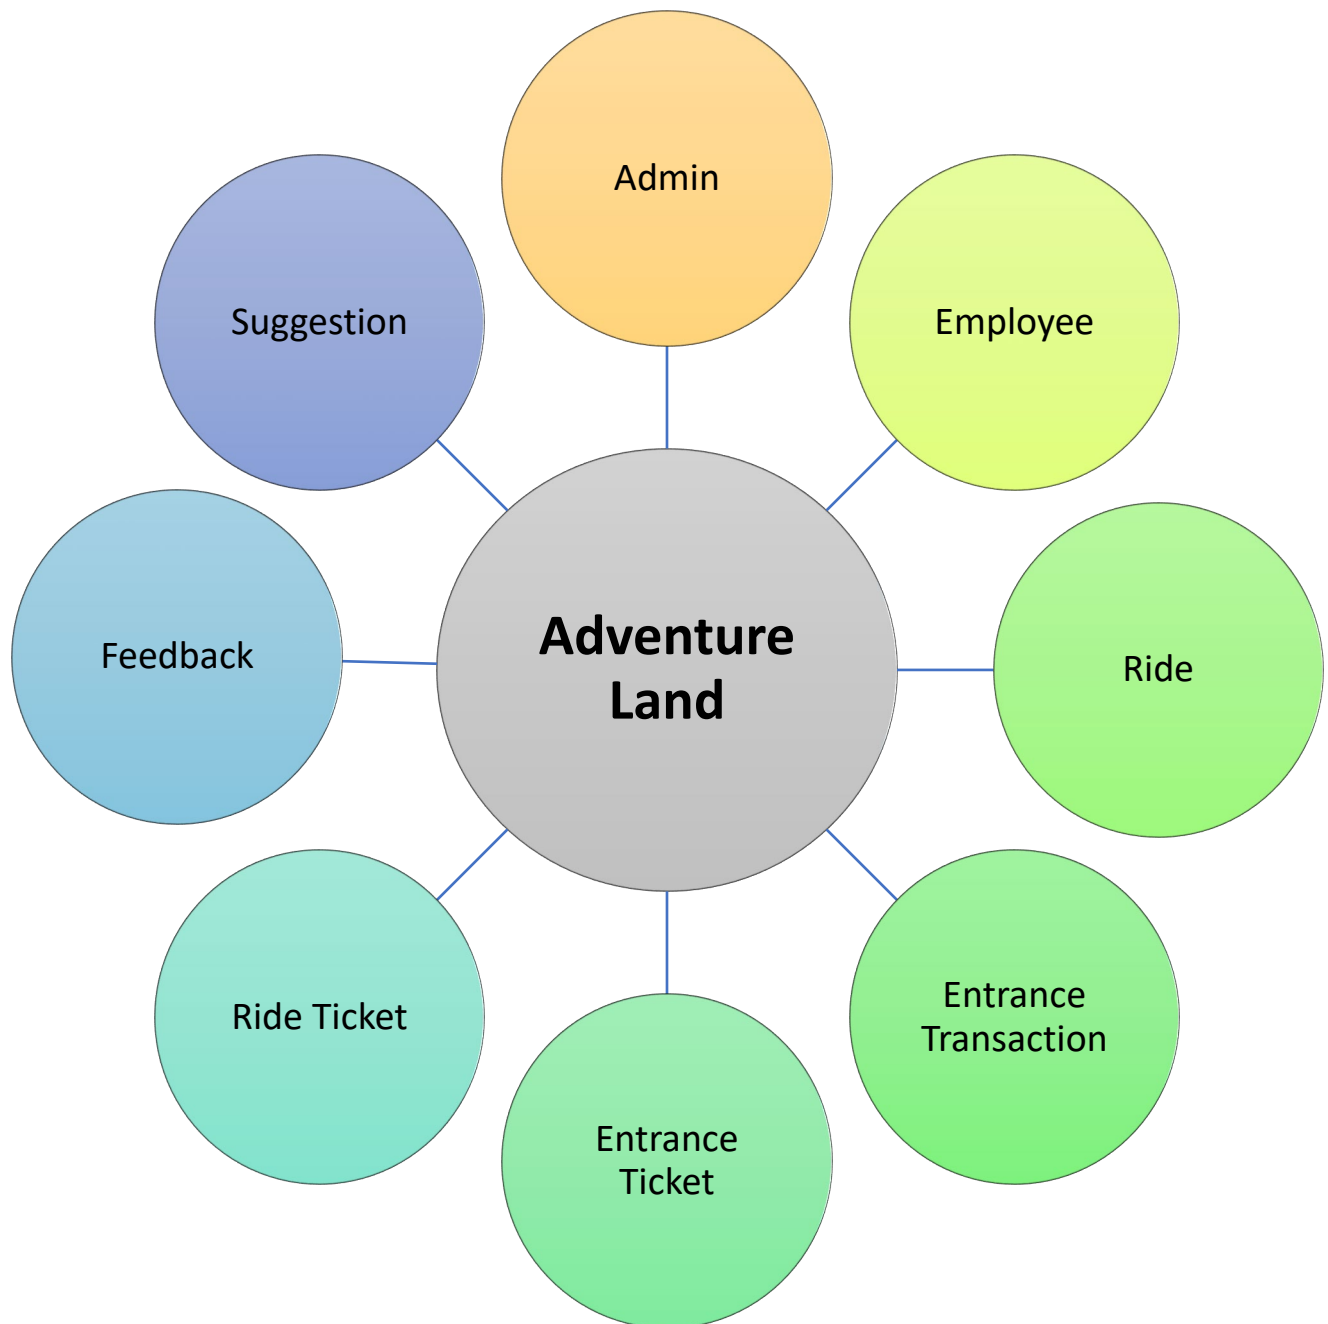 Admin
Suggestion
Employee
Adventure
Land
Feedback
Ride
Entrance
Transaction
Ride Ticket
Entrance
Ticket